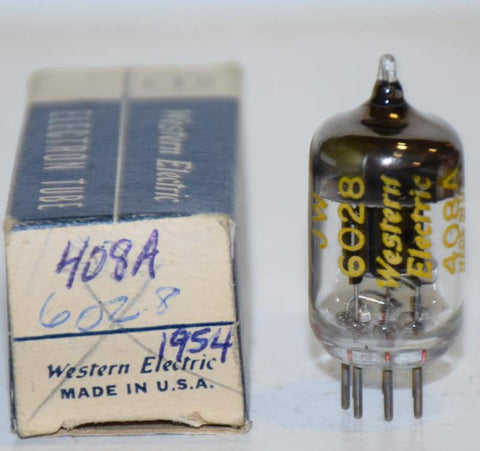 Western Electric
ELECTRON TUBE
408A
6028
1954
Western Electric
MADE IN U.S.A.
JW
6028
Western
Electric
408A